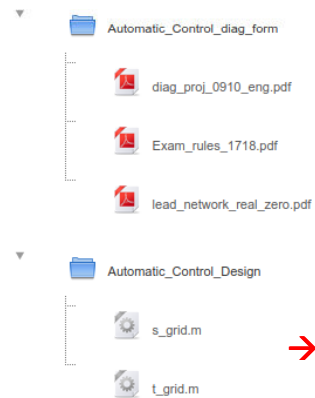 Automatic_Control_diag_form
diag_proj_0910_eng.pdf
Exam_rules_1718.pdf
lead_network_real_zero.pdf
Automatic_Control_Design
s_grid.m
t_grid.m